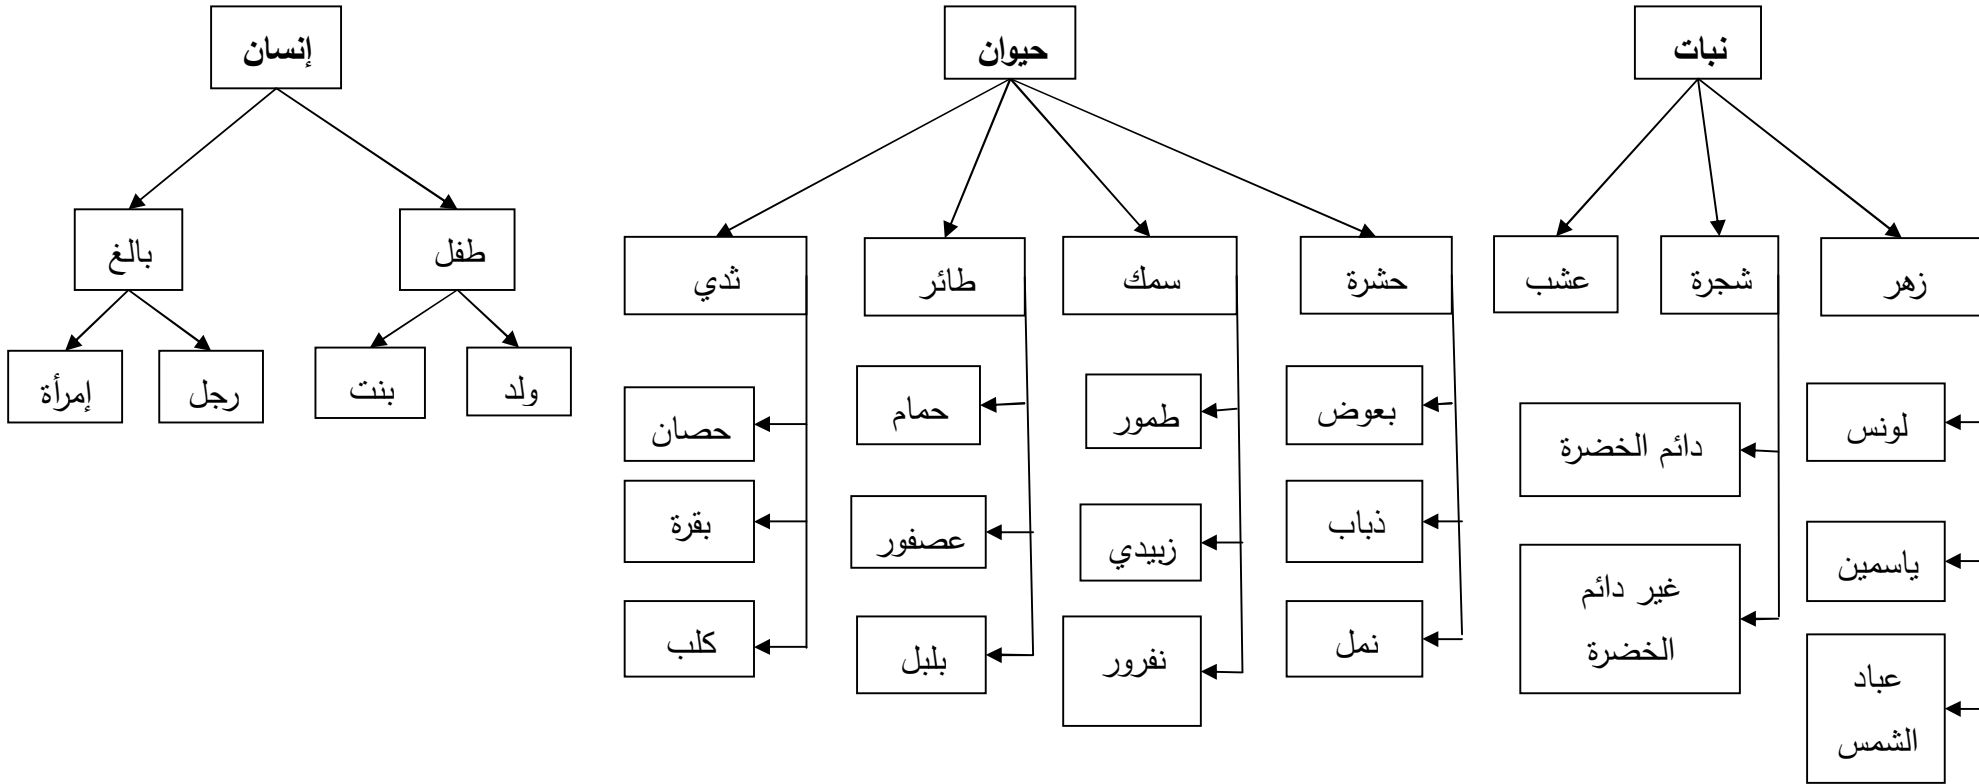 نبات
حيوان
إنسان
زهر
شجرة
عشب
حشرة
سمك
طائر
ثدي
طفل
بالغ
ولد
بنت
رجل
إمرأة
لونس
ياسمين
عباد
الشمس
دائم الخضرة
غير دائم
الخضرة
بعوض
ذباب
نمل
طمور
زبيدي
نفرور
حمام
عصفور
بلبل
حصان
بقرة
كلب